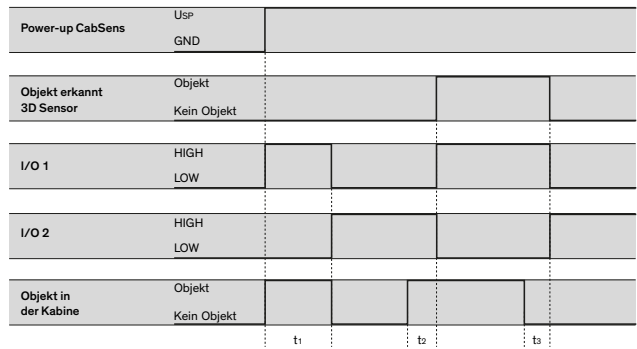 Power-up CabSens
USP
GND
Objekt erkannt
3D Sensor
Objekt
Kein Objekt
I/O 1
HIGH
LOW
I/O 2
HIGH
LOW
Objekt in
der Kabine
Objekt
Kein Objekt
t1
t2
t3